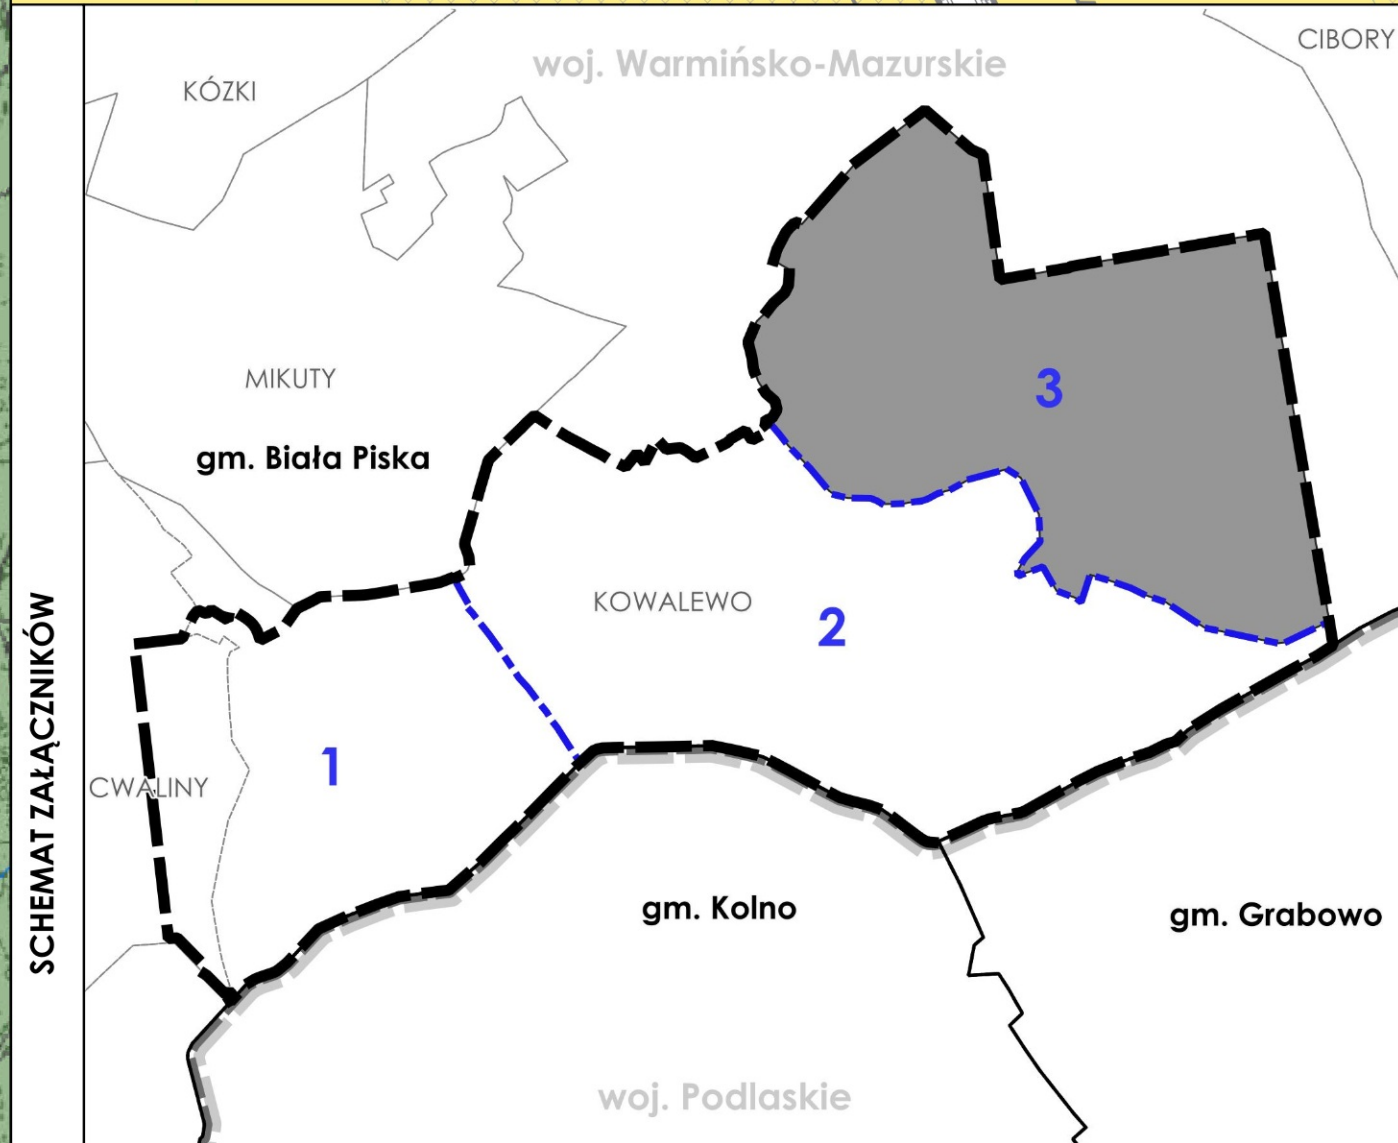 SCHEMAT ZAŁĄCZNIKÓW
CIBORY
woj. Warmińsko-Mazurskie
KÓZKI
MIKUTY
3
gm. Biała Piska
KOWALEWO
2
1
CWALINY
gm. Kolno
gm. Grabowo
woj. Podlaskie